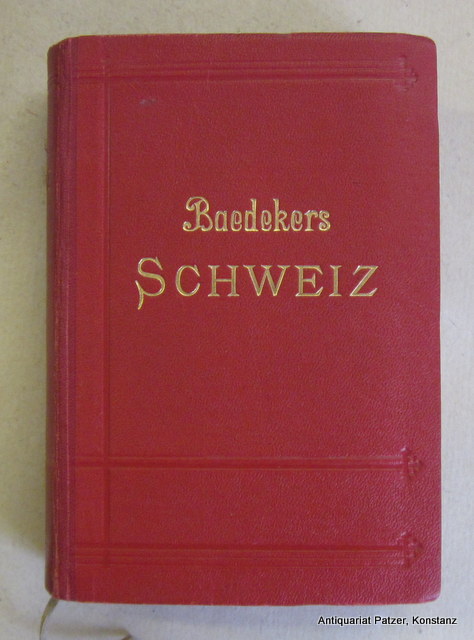 Baedekers
SCHWEIZ
Antiquariat Patzer, Konstanz